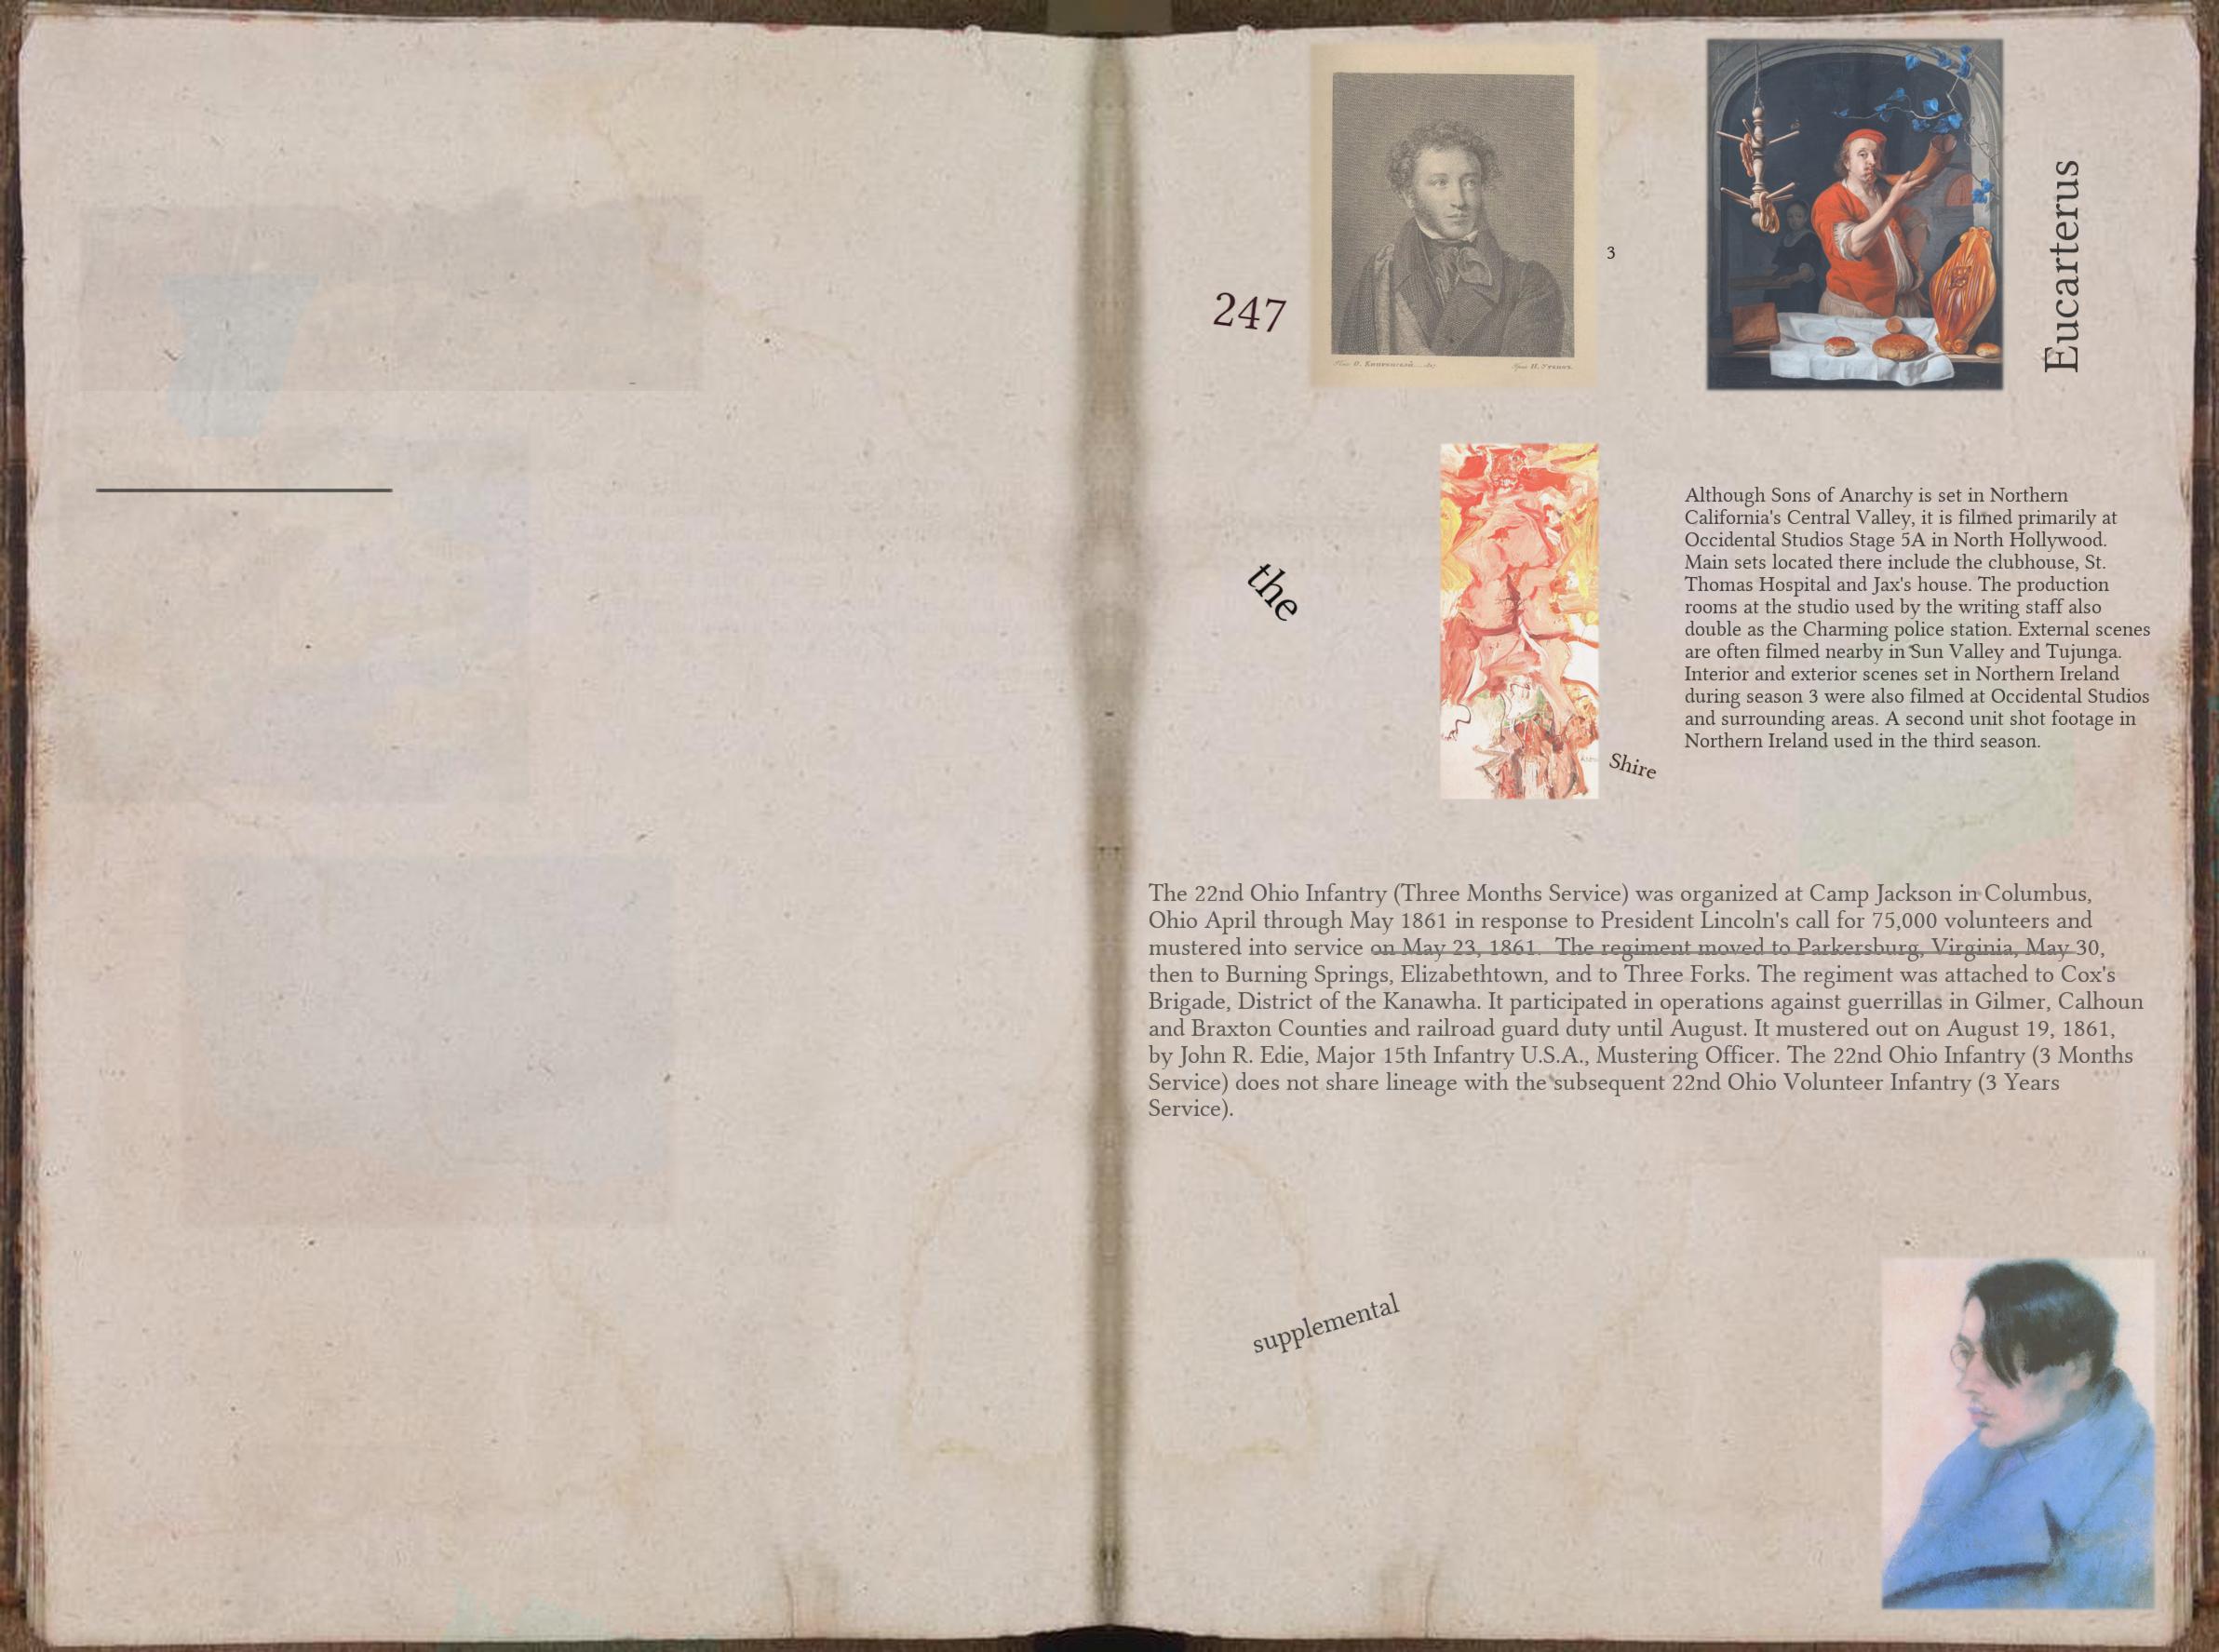 247
3
Eucarterus
the
Shire
Although Sons of Anarchy is set in Northern
California's Central Valley, it is filmed primarily at
Occidental Studios Stage 5A in North Hollywood.
Main sets located there include the clubhouse, St.
Thomas Hospital and Jax's house. The production
rooms at the studio used by the writing staff also
double as the Charming police station. External scenes
are often filmed nearby in Sun Valley and Tujunga.
Interior and exterior scenes set in Northern Ireland
during season 3 were also filmed at Occidental Studios
and surrounding areas. A second unit shot footage in
Northern Ireland used in the third season.
The 22nd Ohio Infantry (Three Months Service) was organized at Camp Jackson in Columbus,
Ohio April through May 1861 in response to President Lincoln's call for 75,000 volunteers and
mustered into service on May 23, 1861. The regiment moved to Parkersburg, Virginia, May 30,
then to Burning Springs, Elizabethtown, and to Three Forks. The regiment was attached to Cox's
Brigade, District of the Kanawha. It participated in operations against guerrillas in Gilmer, Calhoun
and Braxton Counties and railroad guard duty until August. It mustered out on August 19, 1861,
by John R. Edie, Major 15th Infantry U.S.A., Mustering Officer. The 22nd Ohio Infantry (3 Months
Service) does not share lineage with the subsequent 22nd Ohio Volunteer Infantry (3 Years
Service).
supplemental